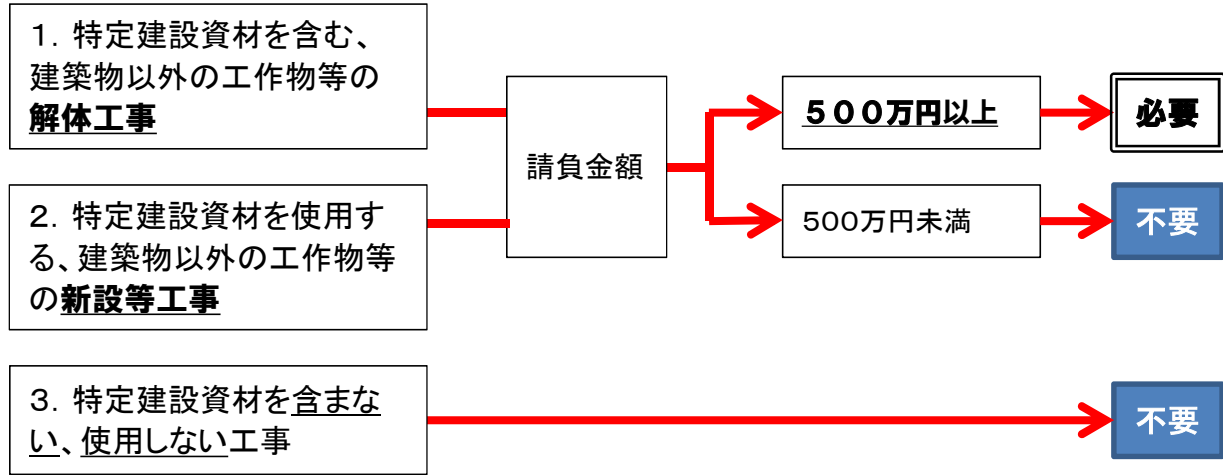 １．特定建設資材を含む、
建築物以外の工作物等の
解体工事
２．特定建設資材を使用す
る、建築物以外の工作物等
の新設等工事
請負金額
５００万円以上
必要
500万円未満
不要
３．特定建設資材を含まな
い、使用しない工事
不要